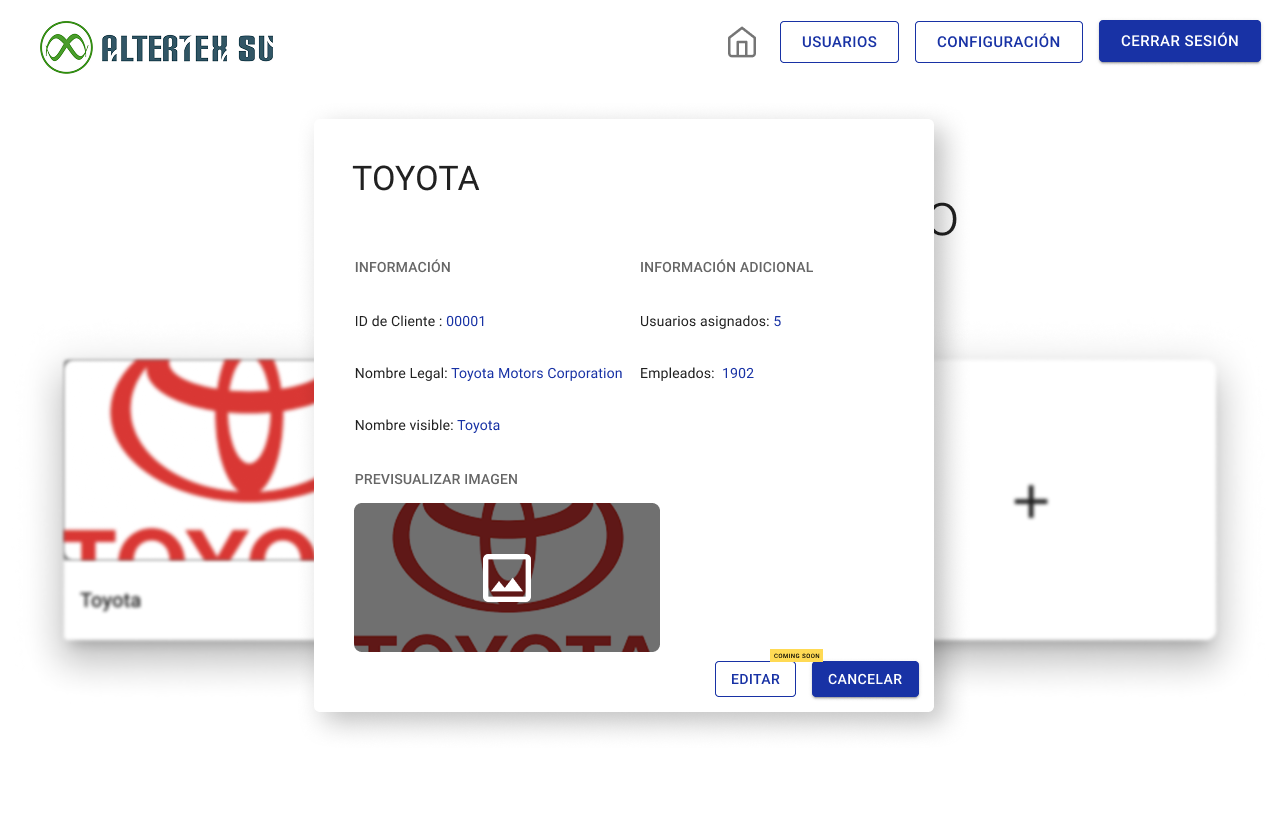 ALTERTEX SU
USUARIOS
CONFIGURACIÓN
CERRAR SESIÓN
TOYOTA
O
INFORMACIÓN
INFORMACIÓN ADICIONAL
ID de Cliente : 00001
Usuarios asignados: 5
Nombre Legal: Toyota Motors Corporation
Empleados: 1902
Nombre visible: Toyota
PREVISUALIZAR IMAGEN
TOYOTA
TOYO
Toyota
COMING SOON
EDITAR
CANCELAR